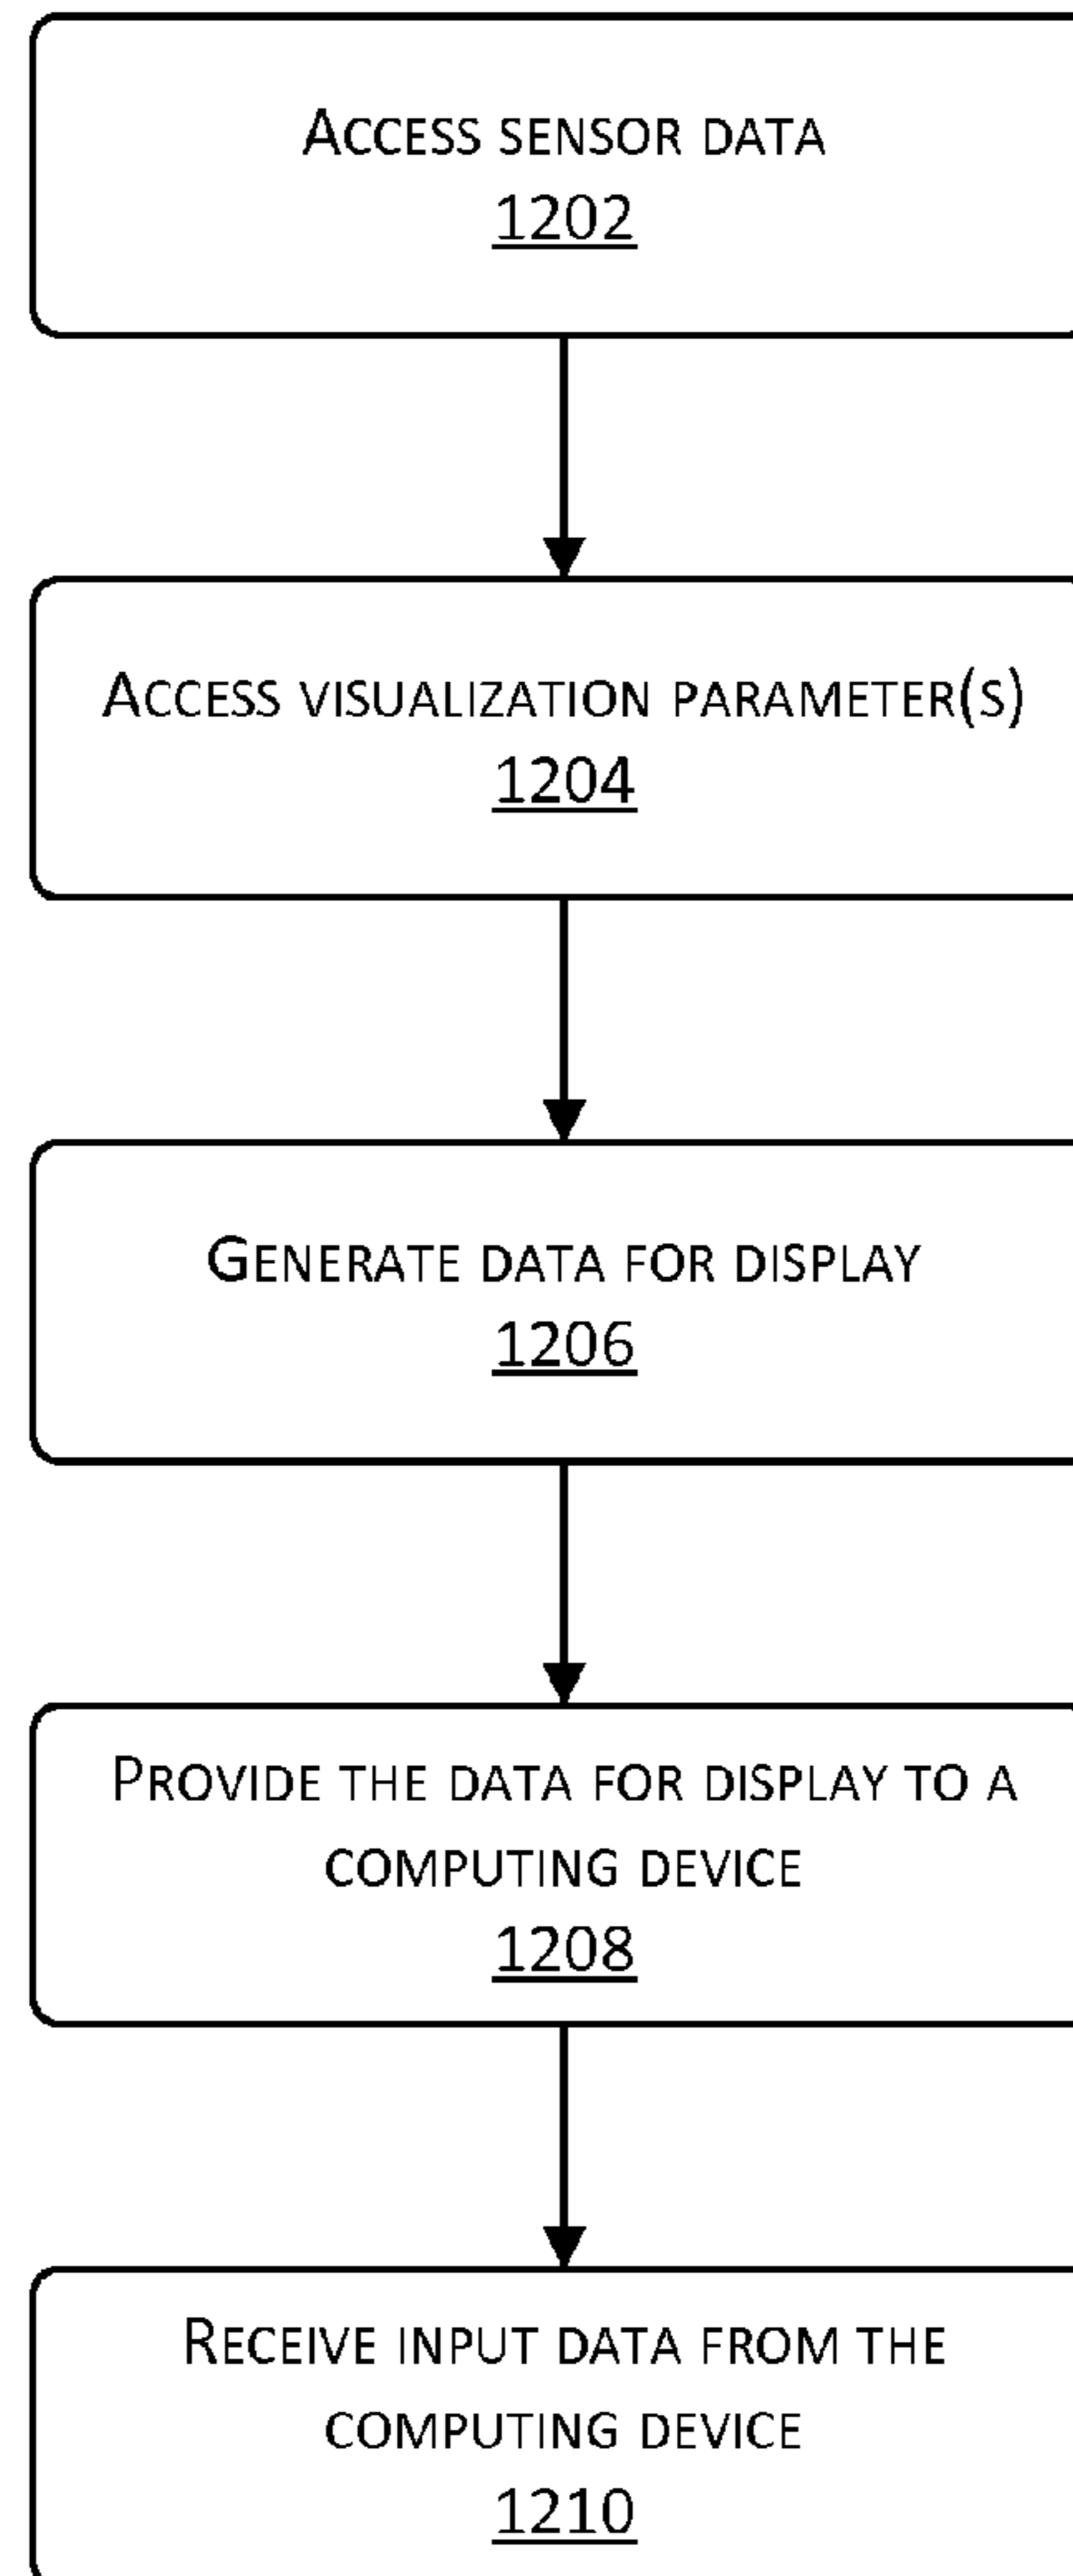 Access sensor data
1202
Access visualization parameter(s)
1204
Generate data for display
1206
Provide the data for display to a
computing device
1208
Receive input data from the
computing device
1210